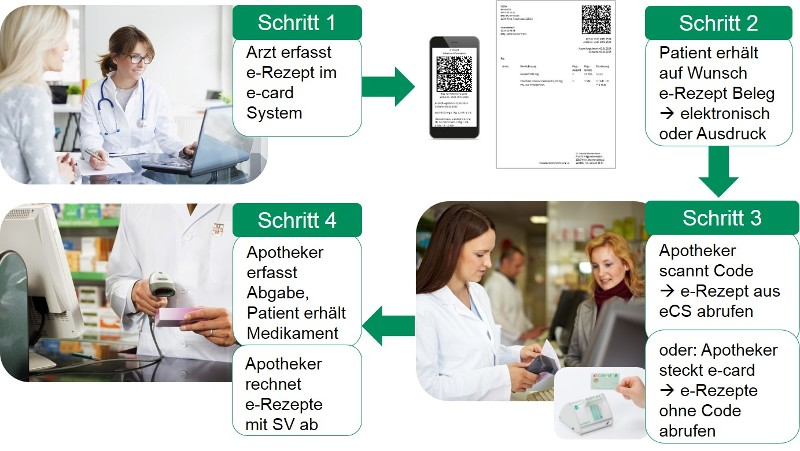 Schritt 1
Arzt erfasst
e-Rezept im
e-card
System
Schritt 2
Patient erhält
auf Wunsch
e-Rezept Beleg
→ elektronisch
oder Ausdruck
Schritt 3
Apotheker
scannt Code
→ e-Rezept aus
eCS abrufen
oder: Apotheker
steckt e-card
→ e-Rezepte
ohne Code
abrufen
Schritt 4
Apotheker
erfasst
Abgabe,
Patient erhält
Medikament
Apotheker
rechnet
e-Rezepte
mit SV ab